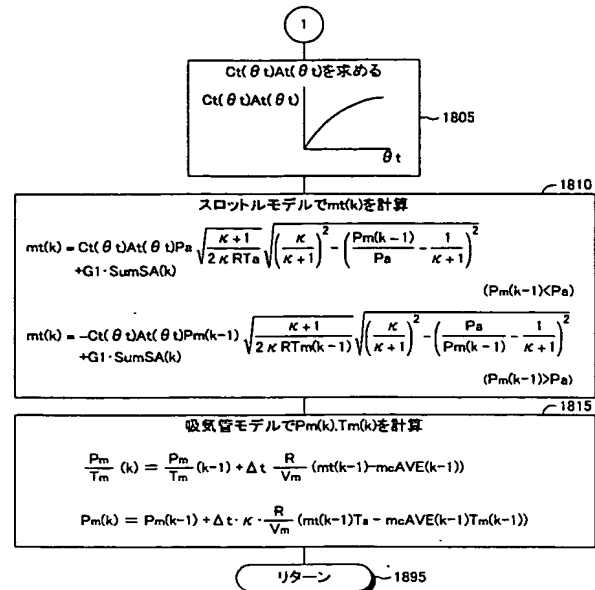 1
Ct(θt)At(θt)を求める
Ct(θt)At(θt)
θt
1805
1810
スロットルモデルでmt(k)を計算
mt(k) = Ct(θt)At(θt)Pa √((κ+1)/(2κRTa)) √((κ/(κ+1))² − (Pm(k−1)/Pa − 1/(κ+1))²)
+G1·SumSA(k)
(Pm(k−1)<Pa)
mt(k) = −Ct(θt)At(θt)Pm(k−1) √((κ+1)/(2κRTm(k−1))) √((κ/(κ+1))² − (Pa/Pm(k−1) − 1/(κ+1))²)
+G1·SumSA(k)
(Pm(k−1)>Pa)
1815
吸気管モデルでPm(k),Tm(k)を計算
Pm/Tm (k) = Pm/Tm (k−1) + Δt R/Vm (mt(k−1)−mcAVE(k−1))
Pm(k) = Pm(k−1) + Δt·κ·R/Vm (mt(k−1)Ta − mcAVE(k−1)Tm(k−1))
リターン
1895